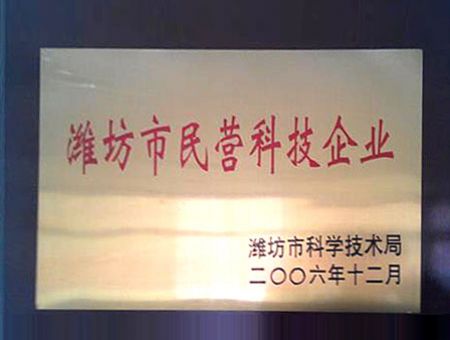 潍坊市民营科技企业
潍坊市科学技术局
二〇〇六年十二月